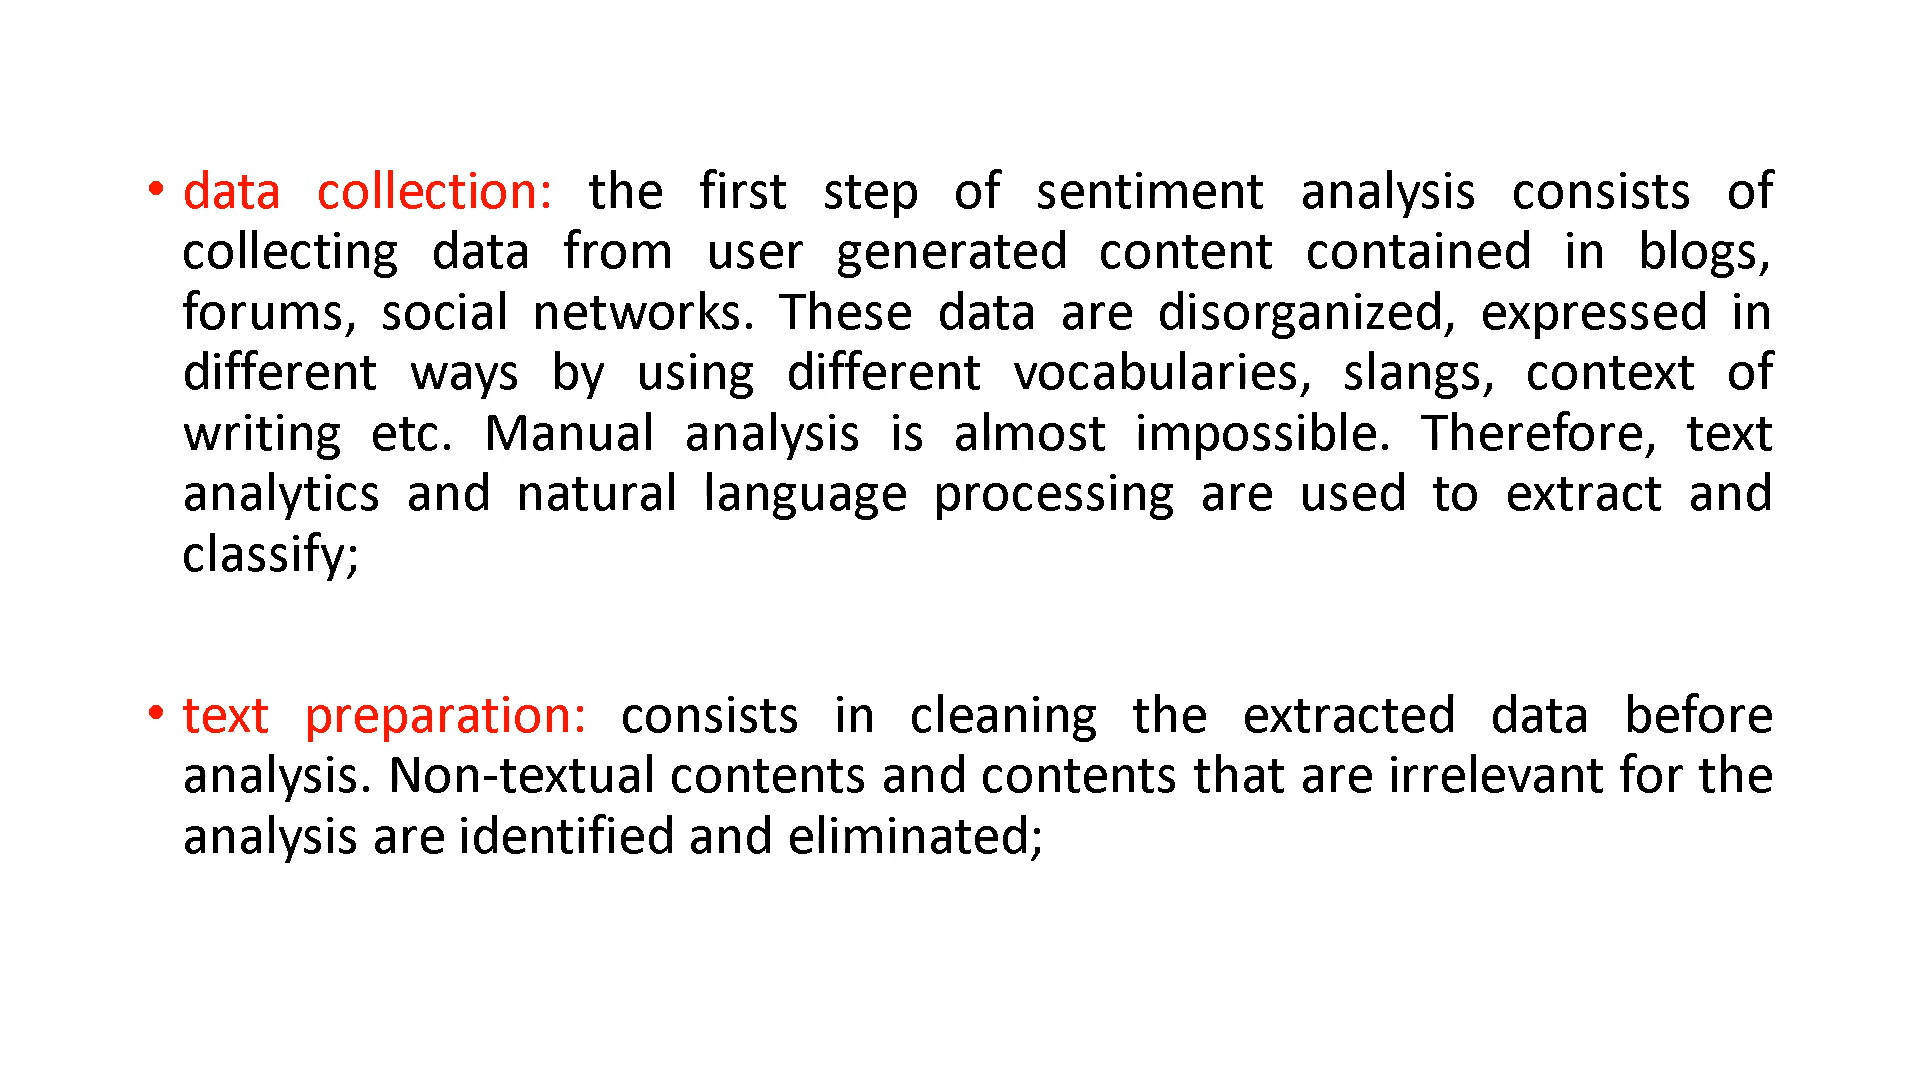 • data collection: the first step of sentiment analysis consists of
collecting data from user generated content contained in blogs,
forums, social networks. These data are disorganized, expressed in
different ways by using different vocabularies, slangs, context of
writing etc. Manual analysis is almost impossible. Therefore, text
analytics and natural language processing are used to extract and
classify;
• text preparation: consists in cleaning the extracted data before
analysis. Non-textual contents and contents that are irrelevant for the
analysis are identified and eliminated;